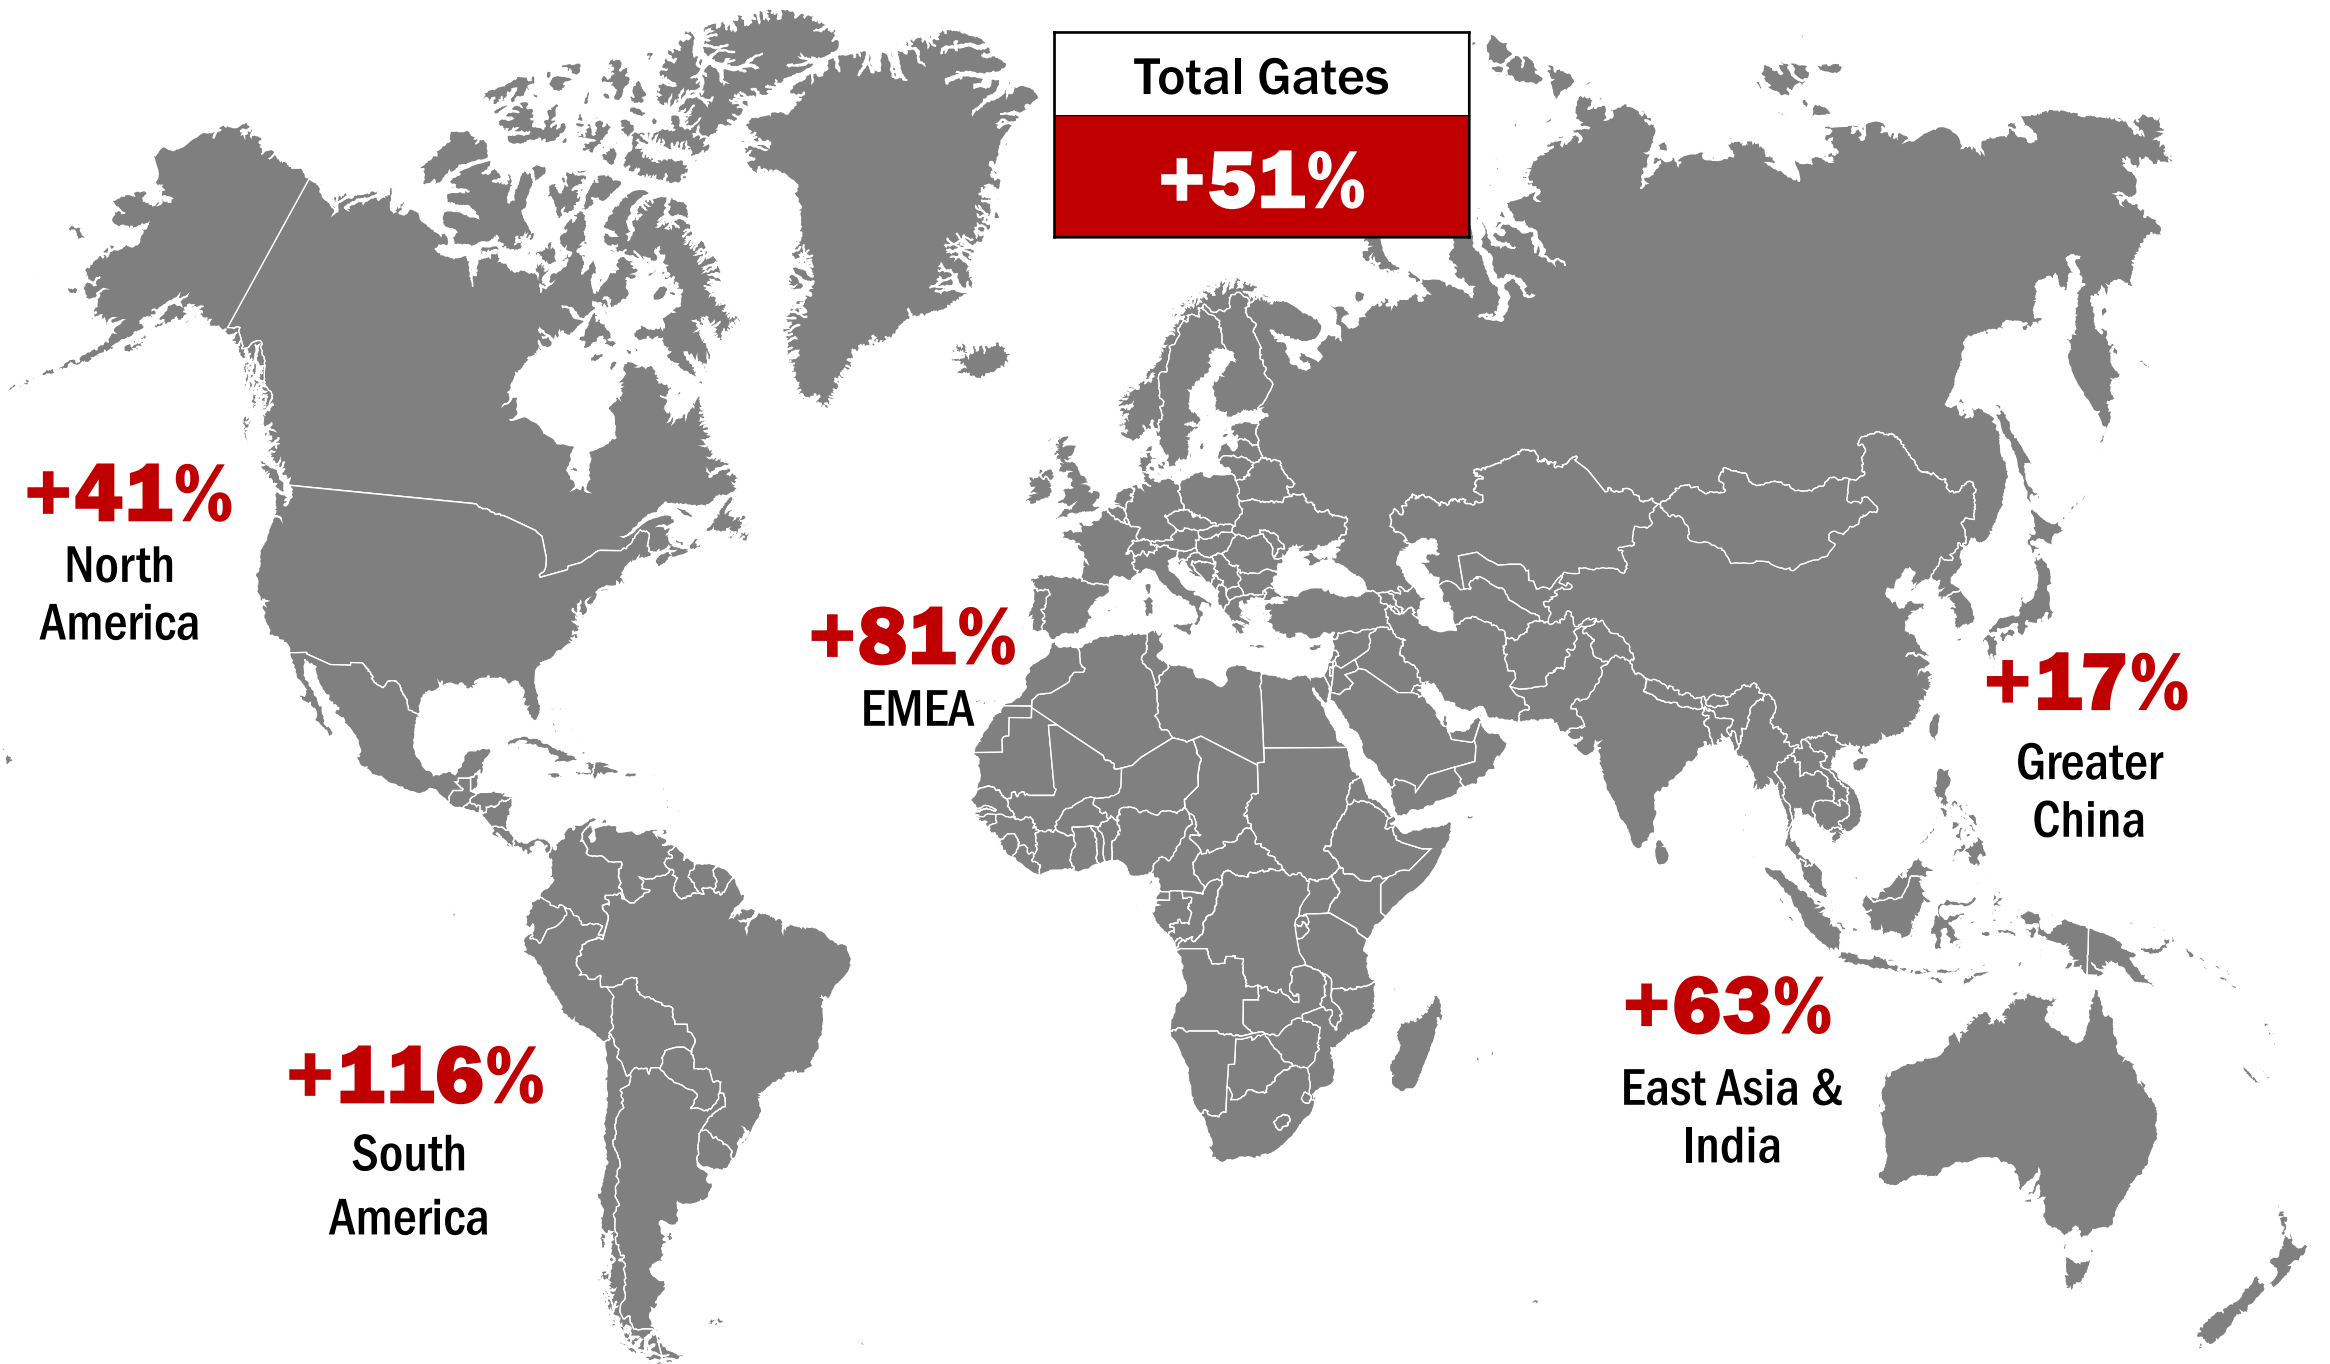 Total Gates
+51%
+41%
North
America
+81%
EMEA
+17%
Greater
China
+63%
East Asia &
India
+116%
South
America